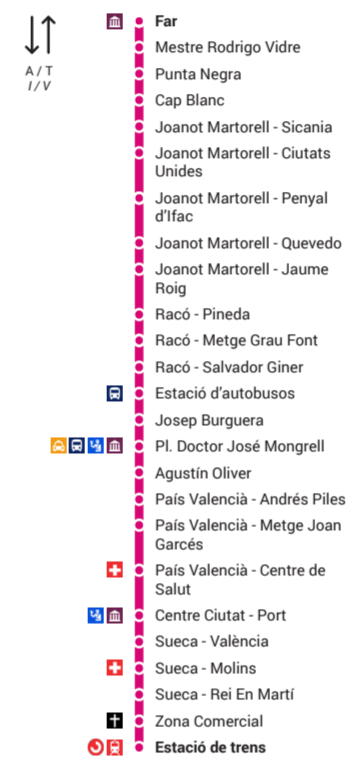 Far
A / T
I / V
Mestre Rodrigo Vidre
Punta Negra
Cap Blanc
Joanot Martorell - Sicania
Joanot Martorell - Ciutats
Unides
Joanot Martorell - Penyal
d'Ifac
Joanot Martorell - Quevedo
Joanot Martorell - Jaume
Roig
Racó - Pineda
Racó - Metge Grau Font
Racó - Salvador Giner
Estació d'autobusos
Josep Burguera
Pl. Doctor José Mongrell
Agustín Oliver
País Valencià - Andrés Piles
País Valencià - Metge Joan
Garcés
País Valencià - Centre de
Salut
Centre Ciutat - Port
Sueca - València
Sueca - Molins
Sueca - Rei En Martí
Zona Comercial
Estació de trens